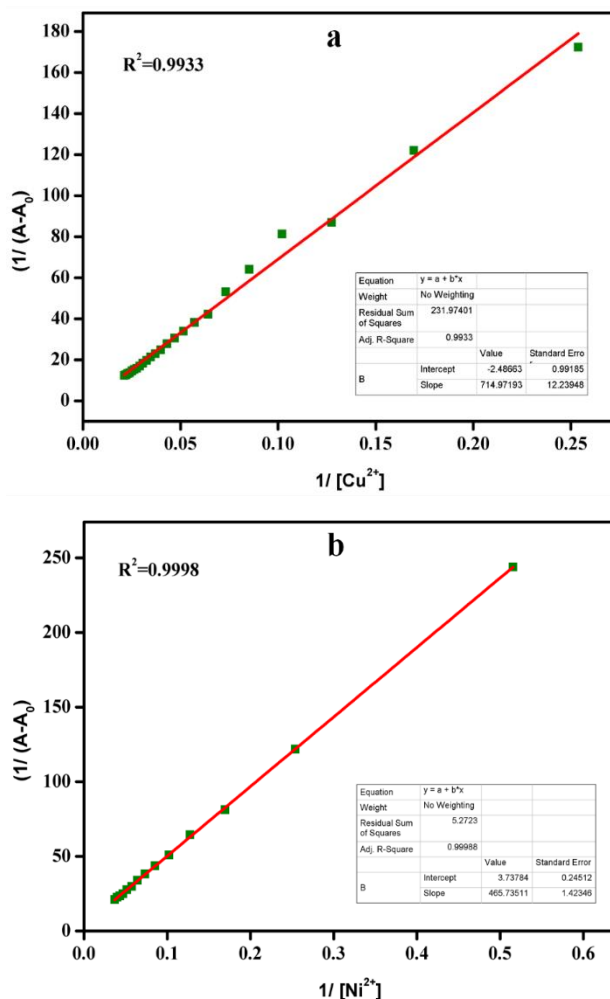 a
R²=0.9933
180
160
140
120
100
80
60
40
20
0
(1/ (A-A₀)
Equation y = a + b*x
Weight No Weighting
Residual Sum of Squares 231.97401
Adj. R-Square 0.9933
Value Standard Erro
B Intercept -2.48663 0.99185
Slope 714.97193 12.23948
0.00 0.05 0.10 0.15 0.20 0.25
1/ [Cu²⁺]
b
R²=0.9998
250
200
150
100
50
0
(1/ (A-A₀)
Equation y = a + b*x
Weight No Weighting
Residual Sum of Squares 5.2723
Adj. R-Square 0.99988
Value Standard Error
B Intercept 3.73784 0.24512
Slope 465.73511 1.42346
0.0 0.1 0.2 0.3 0.4 0.5 0.6
1/ [Ni²⁺]